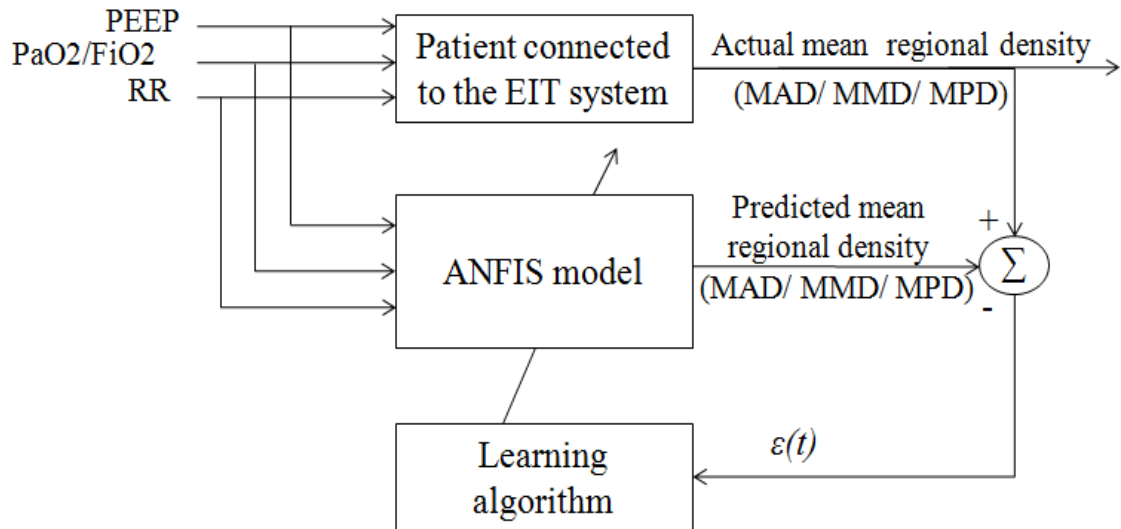 PEEP
PaO2/FiO2
RR
Patient connected
to the EIT system
Actual mean regional density
(MAD/ MMD/ MPD)
ANFIS model
Predicted mean
regional density
(MAD/ MMD/ MPD)
+
Σ
-
Learning
algorithm
ε(t)